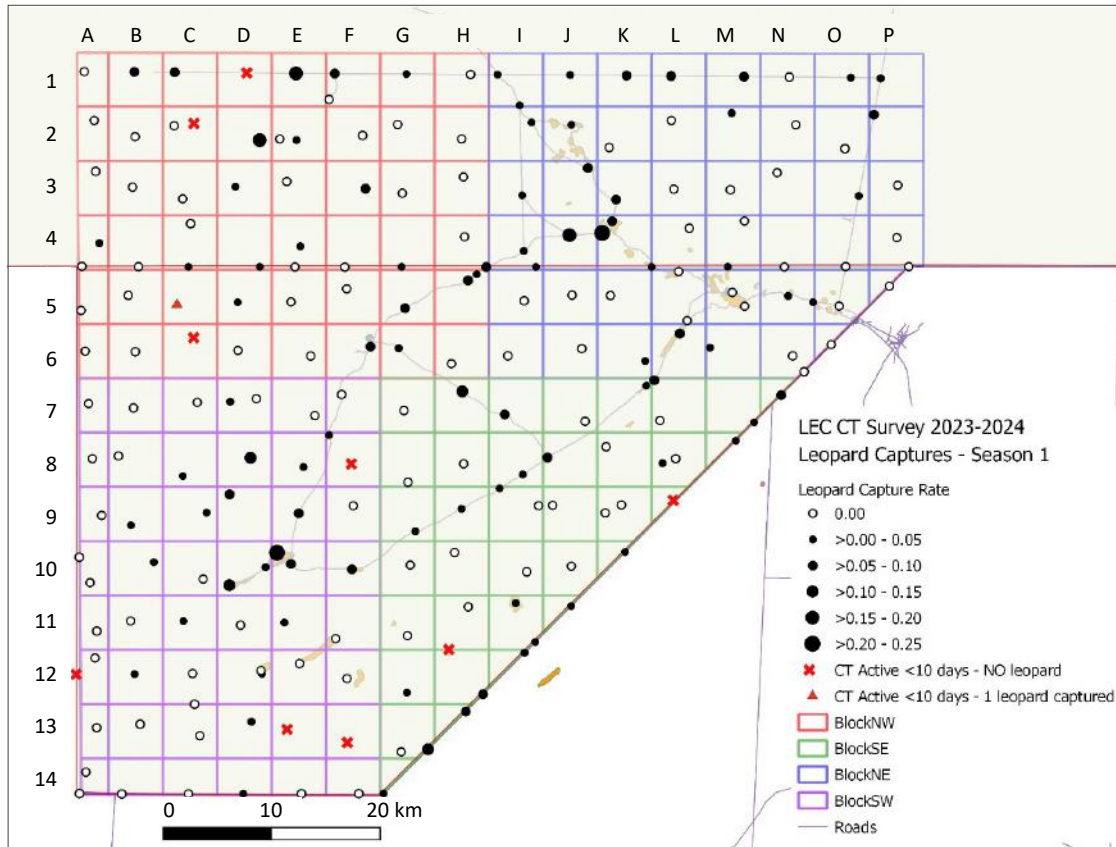 A B C D E F G H I J K L M N O P
1
2
3
4
5
6
7
8
9
10
11
12
13
14
LEC CT Survey 2023-2024
Leopard Captures - Season 1
Leopard Capture Rate
0.00
>0.00 - 0.05
>0.05 - 0.10
>0.10 - 0.15
>0.15 - 0.20
>0.20 - 0.25
CT Active <10 days - NO leopard
CT Active <10 days - 1 leopard captured
BlockNW
BlockSE
BlockNE
BlockSW
Roads
0 10 20 km